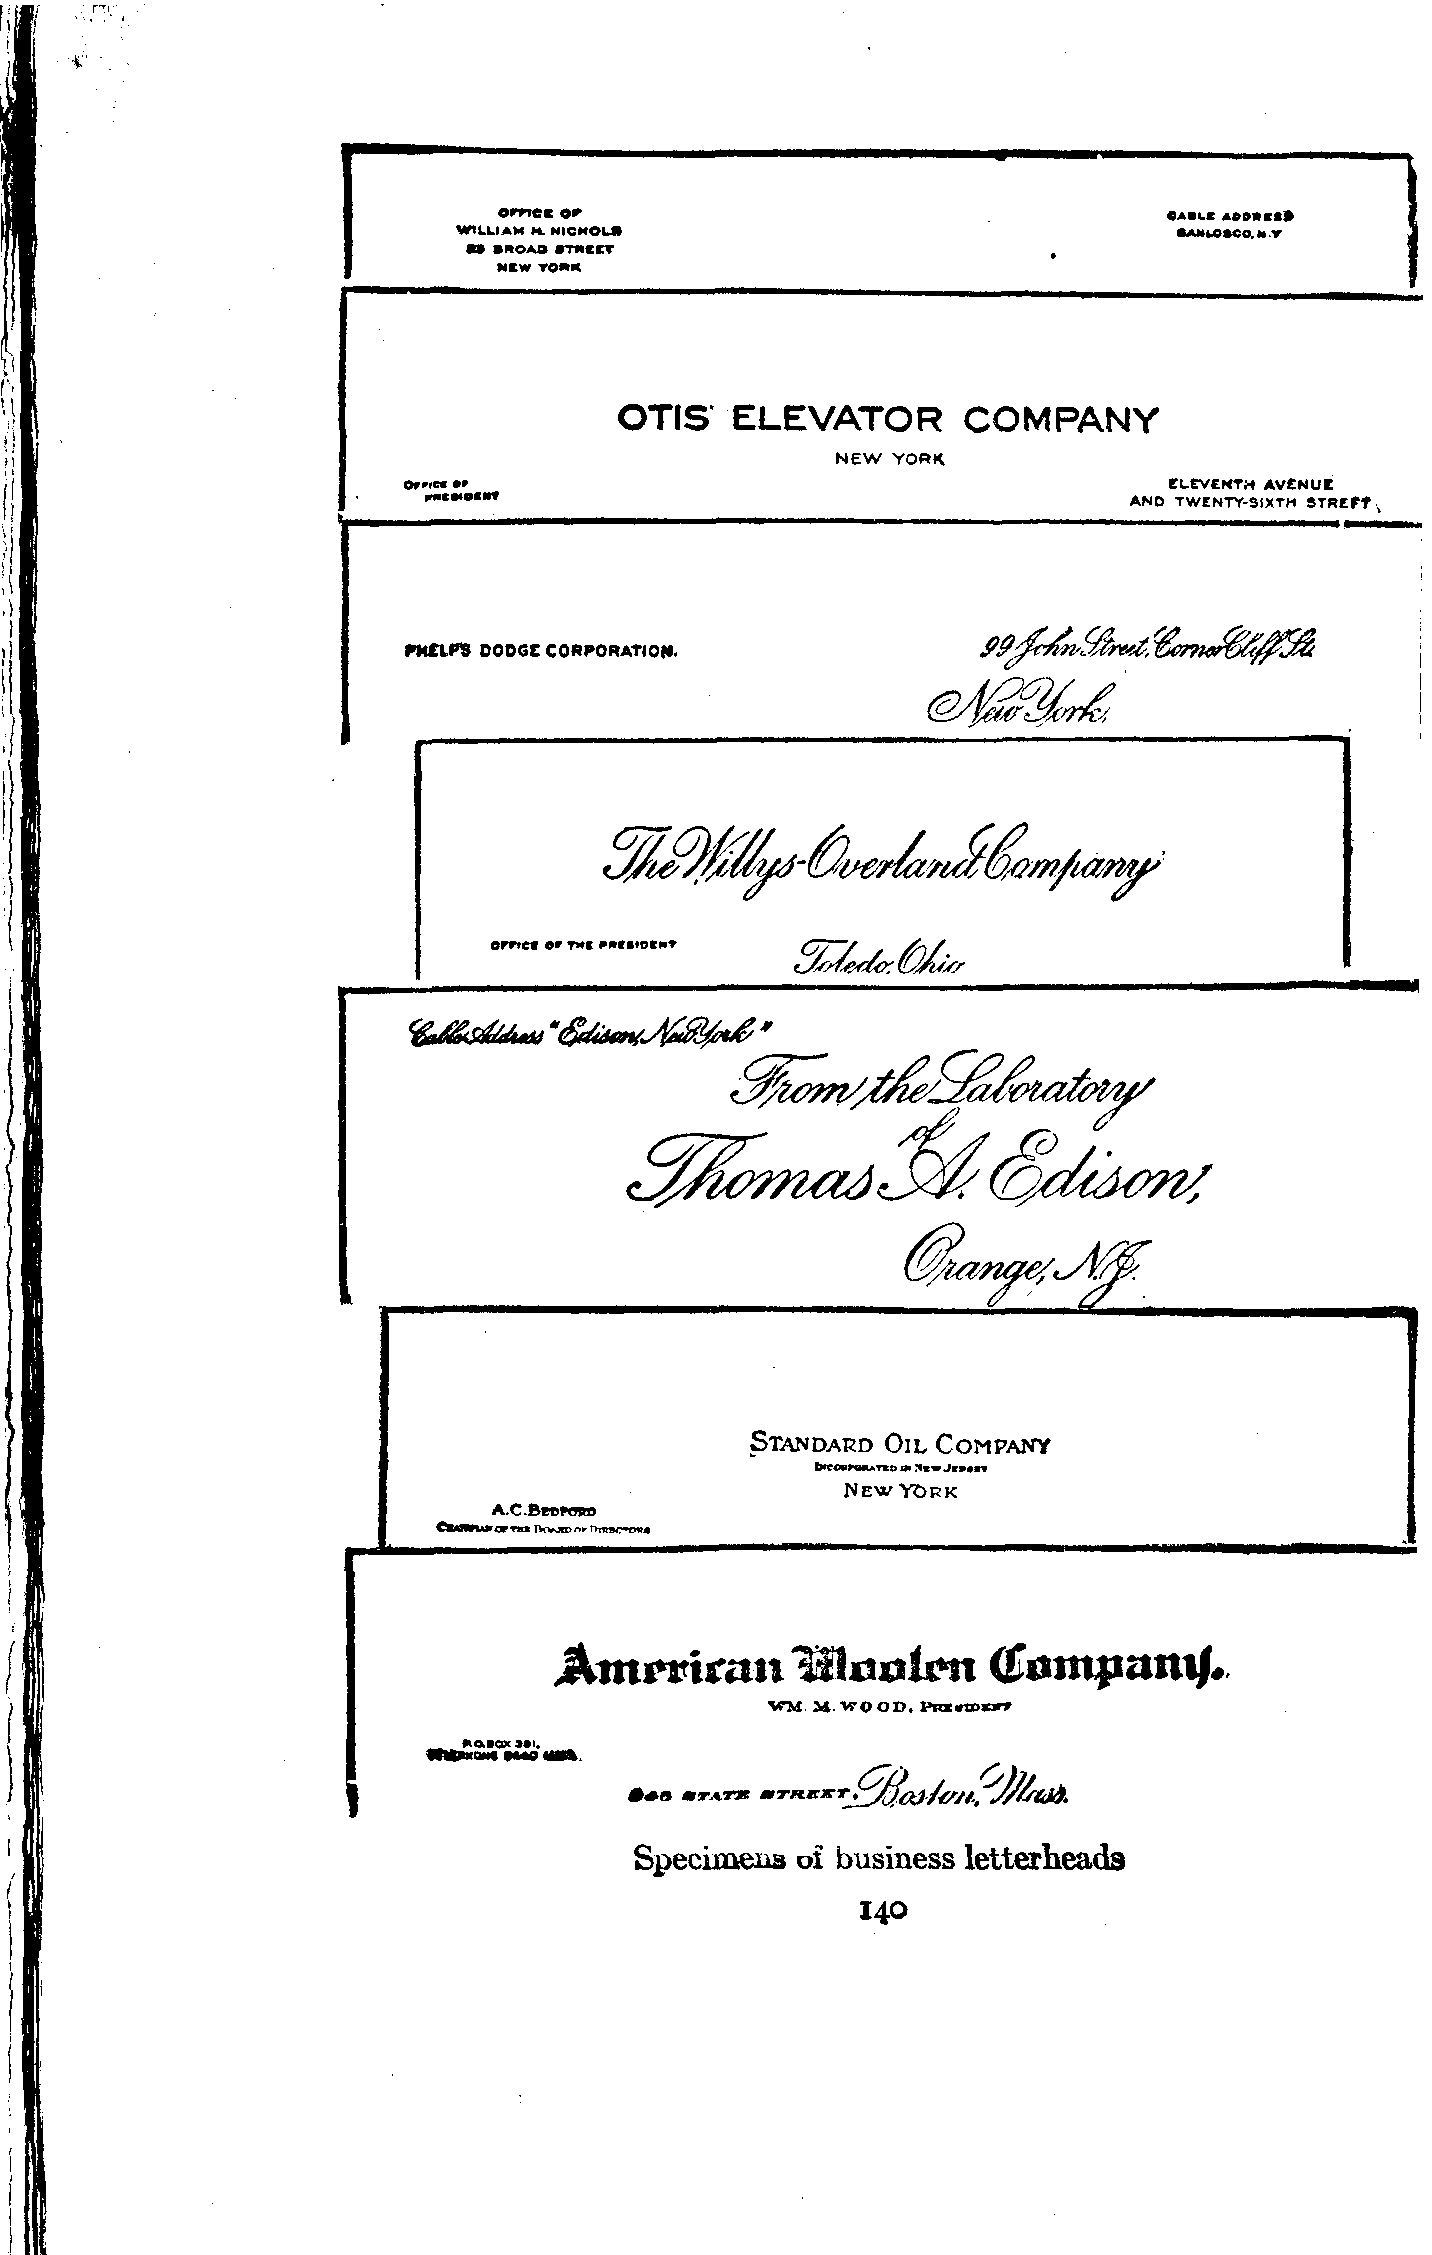 OFFICE OF
WILLIAM H. NICHOLS
25 BROAD STREET
NEW YORK
CABLE ADDRESS
SANLOSCO, N.Y
OTIS ELEVATOR COMPANY
NEW YORK
OFFICE OF
PRESIDENT
ELEVENTH AVENUE
AND TWENTY-SIXTH STREET
PHELPS DODGE CORPORATION.
99 John Street, Corner Cliff St.
New York.
The Willys-Overland Company
OFFICE OF THE PRESIDENT
Toledo, Ohio
Cable Address "Edison, New York"
From the Laboratory
of
Thomas A. Edison,
Orange, N.J.
STANDARD OIL COMPANY
INCORPORATED IN NEW JERSEY
NEW YORK
A.C. BEDFORD
CHAIRMAN OF THE BOARD OF DIRECTORS
American Woolen Company.
WM. M. WOOD, PRESIDENT
P.O. BOX
STATE STREET, Boston, Mass.
Specimens of business letterheads
140